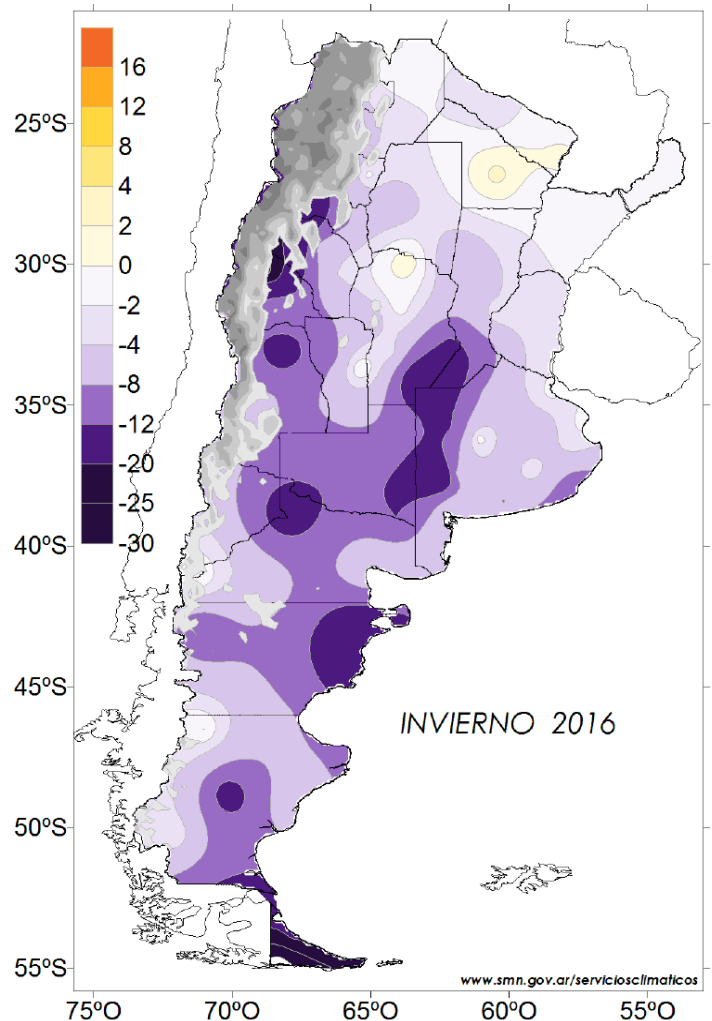 16
12
8
4
2
0
-2
-4
-8
-12
-20
-25
-30
25ºS
30ºS
35ºS
40ºS
45ºS
50ºS
55ºS
INVIERNO 2016
www.smn.gov.ar/serviciosclimaticos
75ºO 70ºO 65ºO 60ºO 55ºO